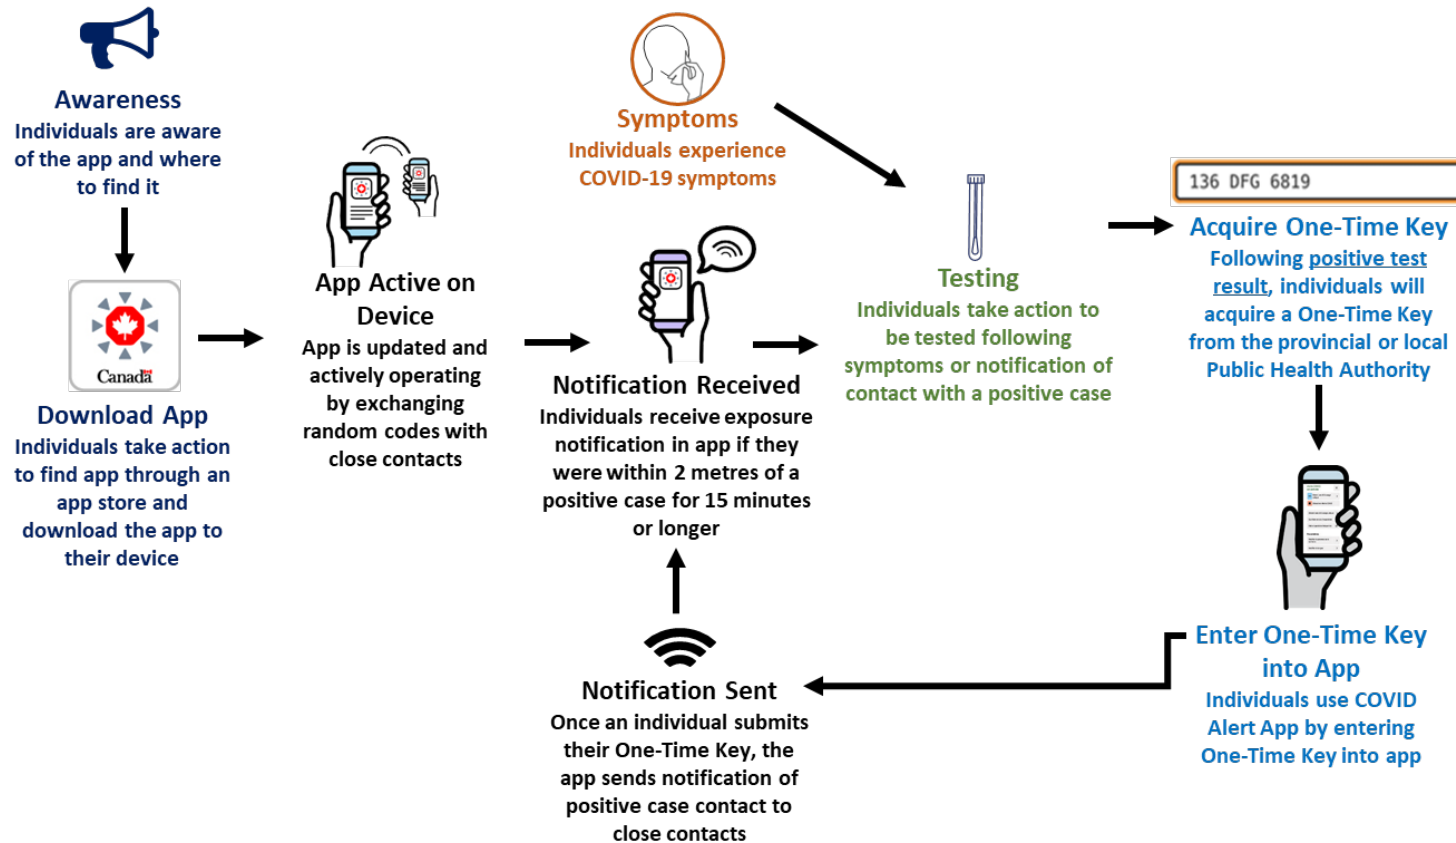 Awareness
Individuals are aware
of the app and where
to find it
Canada
Download App
Individuals take action
to find app through an
app store and
download the app to
their device
App Active on
Device
App is updated and
actively operating
by exchanging
random codes with
close contacts
Symptoms
Individuals experience
COVID-19 symptoms
Notification Received
Individuals receive exposure
notification in app if they
were within 2 metres of a
positive case for 15 minutes
or longer
Testing
Individuals take action to
be tested following
symptoms or notification of
contact with a positive case
136 DFG 6819
Acquire One-Time Key
Following positive test
result, individuals will
acquire a One-Time Key
from the provincial or local
Public Health Authority
Enter One-Time Key
into App
Individuals use COVID
Alert App by entering
One-Time Key into app
Notification Sent
Once an individual submits
their One-Time Key, the
app sends notification of
positive case contact to
close contacts